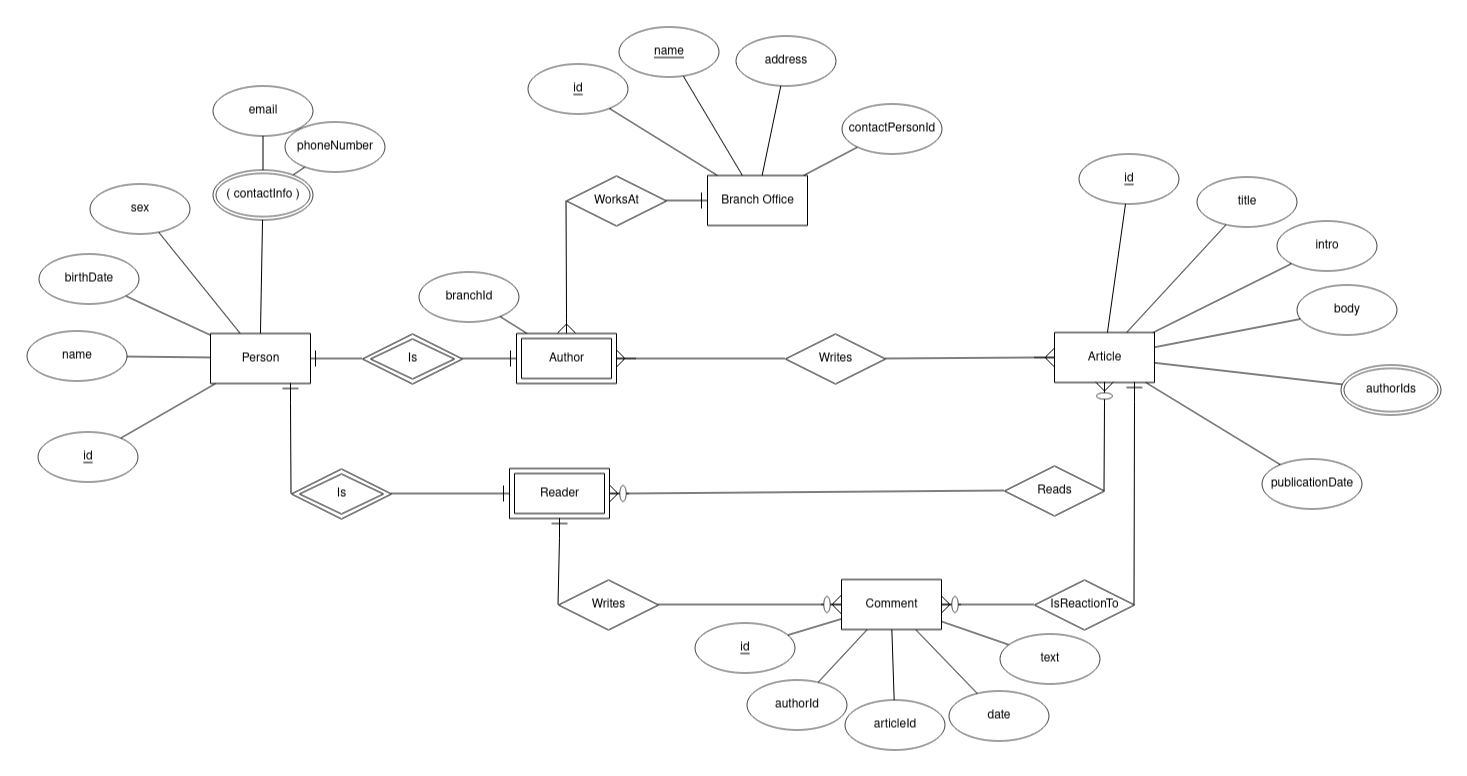 name
address
id
email
contactPersonId
phoneNumber
id
( contactInfo )
WorksAt
Branch Office
title
sex
intro
birthDate
branchId
body
name
Person
Is
Author
Writes
Article
authorIds
id
publicationDate
Is
Reader
Reads
Writes
Comment
IsReactionTo
id
text
authorId
articleId
date